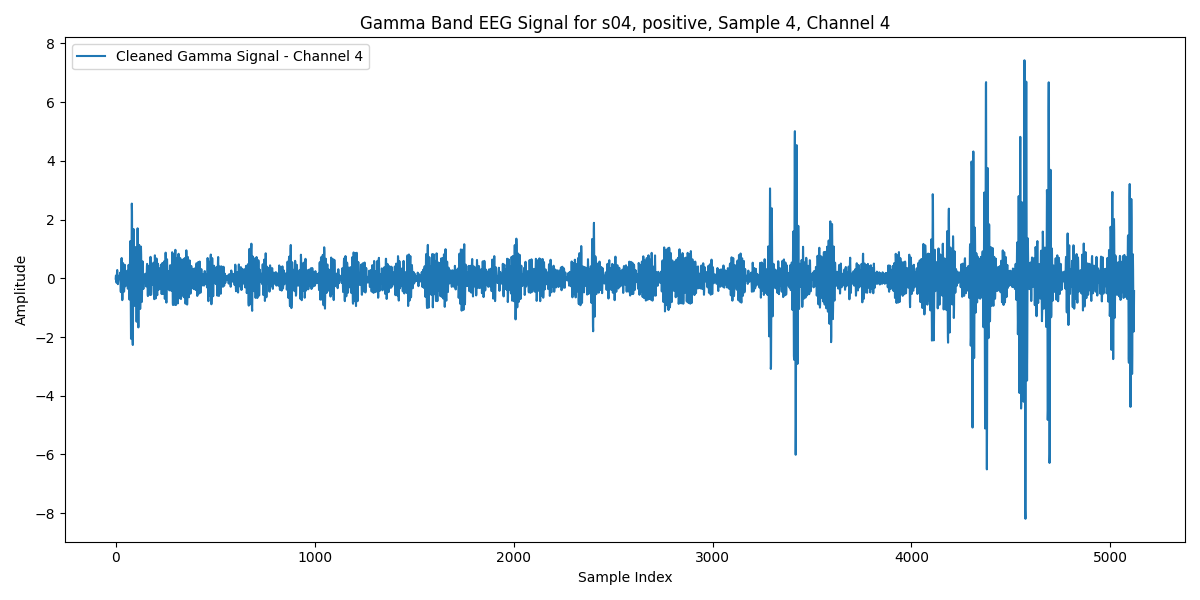 Gamma Band EEG Signal for s04, positive, Sample 4, Channel 4
Cleaned Gamma Signal - Channel 4
8
6
4
2
0
−2
−4
−6
−8
Amplitude
0 1000 2000 3000 4000 5000
Sample Index